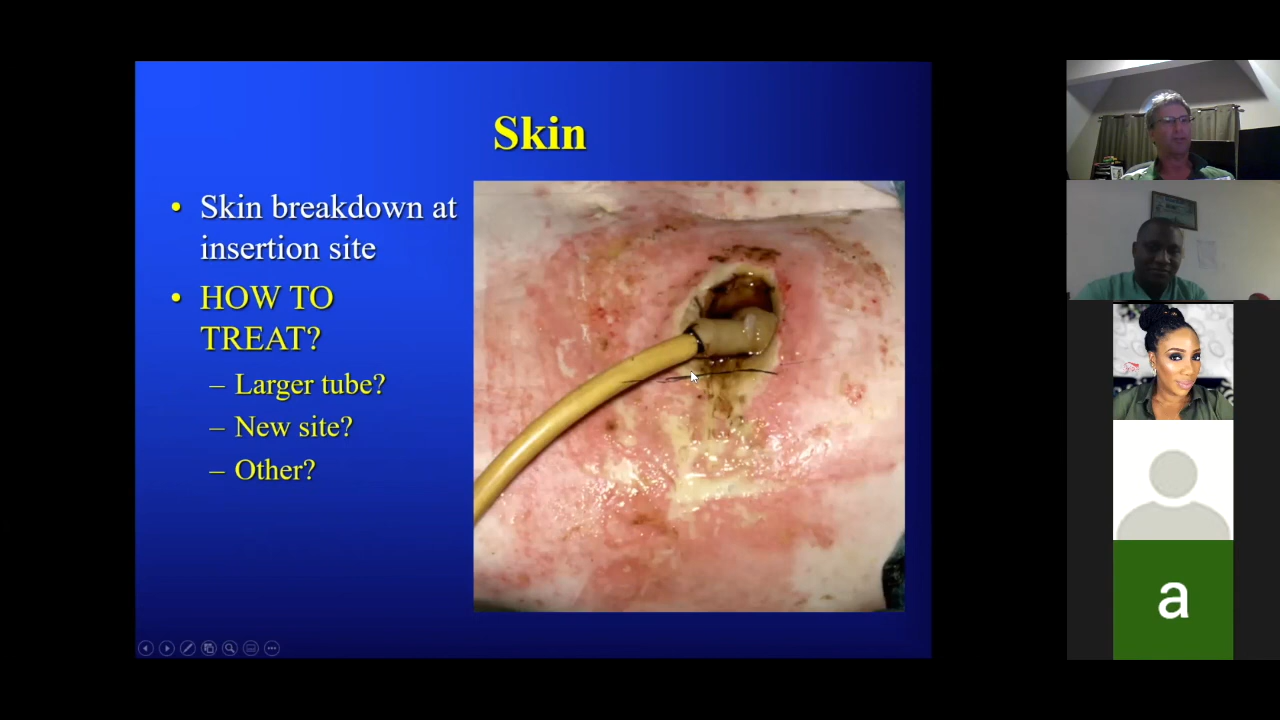 Skin
• Skin breakdown at
insertion site
• HOW TO
TREAT?
– Larger tube?
– New site?
– Other?
a